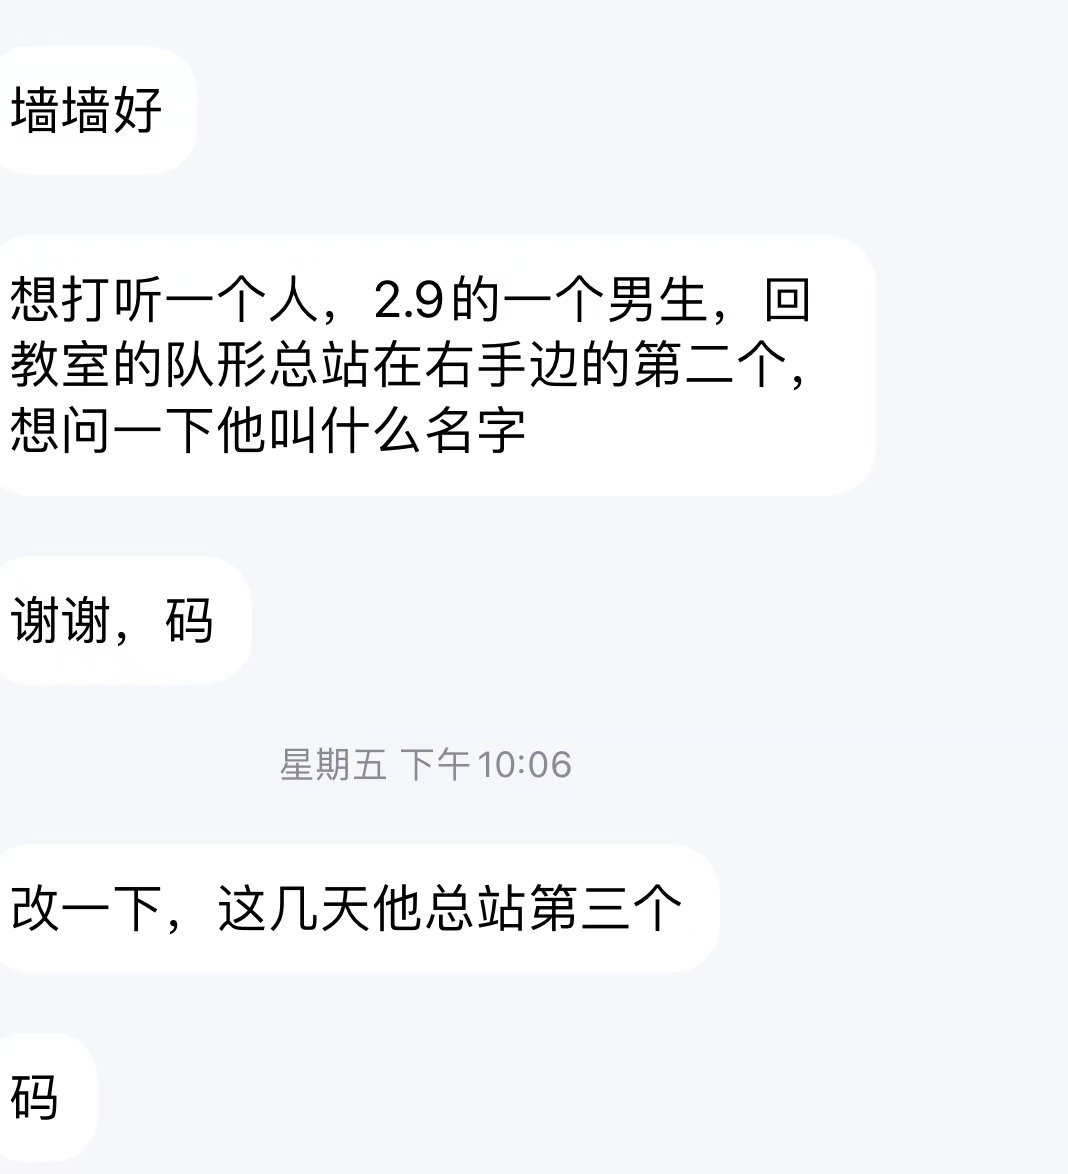 墙墙好
想打听一个人，2.9的一个男生，回
教室的队形总站在右手边的第二个，
想问一下他叫什么名字
谢谢，码
星期五 下午10:06
改一下，这几天他总站第三个
码